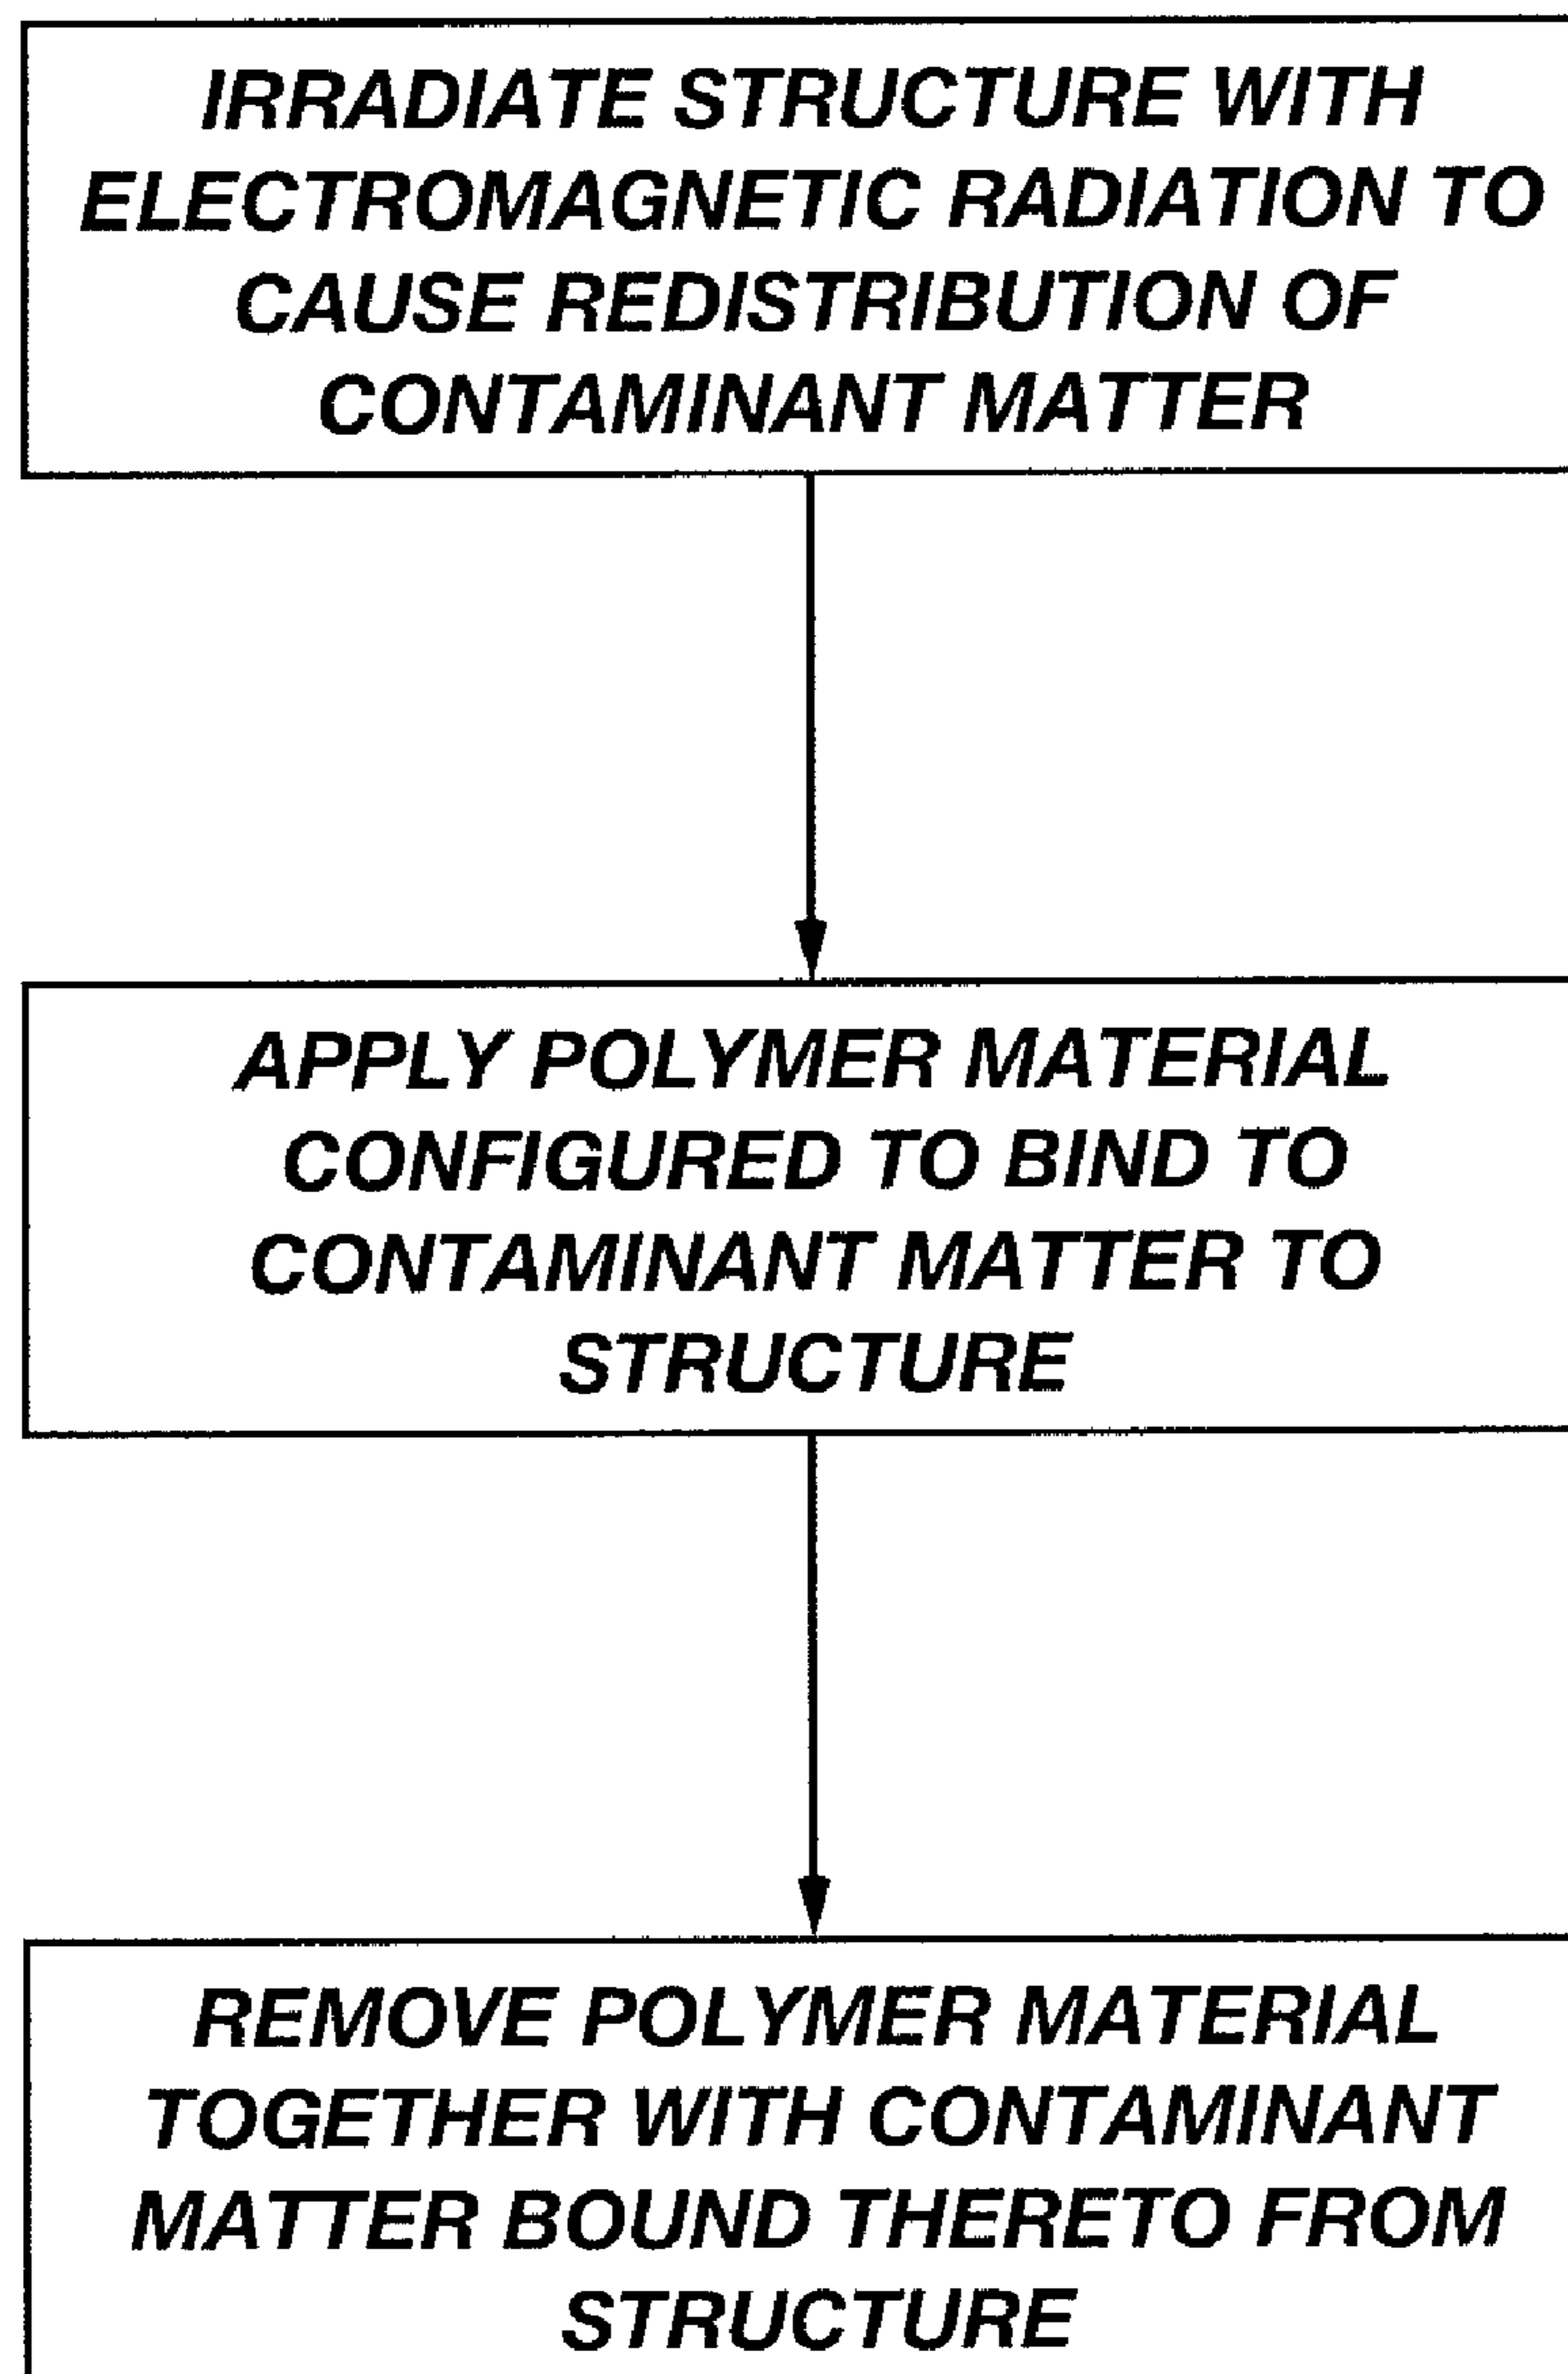 IRRADIATE STRUCTURE WITH
ELECTROMAGNETIC RADIATION TO
CAUSE REDISTRIBUTION OF
CONTAMINANT MATTER
APPLY POLYMER MATERIAL
CONFIGURED TO BIND TO
CONTAMINANT MATTER TO
STRUCTURE
REMOVE POLYMER MATERIAL
TOGETHER WITH CONTAMINANT
MATTER BOUND THERETO FROM
STRUCTURE